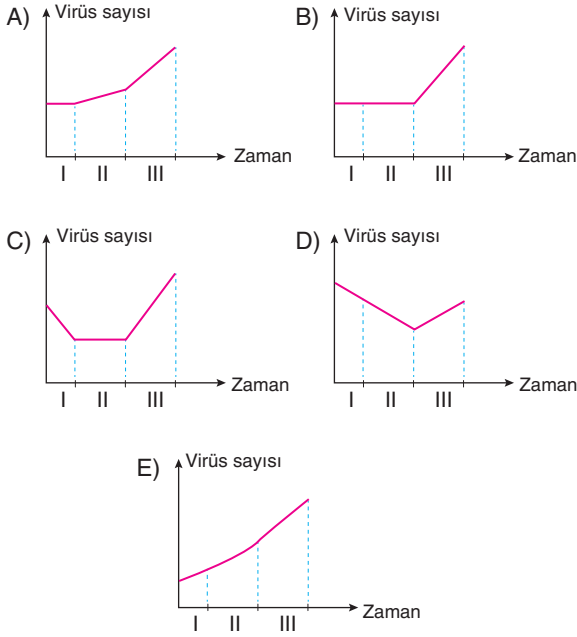 A) Virüs sayısı
Zaman
I II III
B) Virüs sayısı
Zaman
I II III
C) Virüs sayısı
Zaman
I II III
D) Virüs sayısı
Zaman
I II III
E) Virüs sayısı
Zaman
I II III